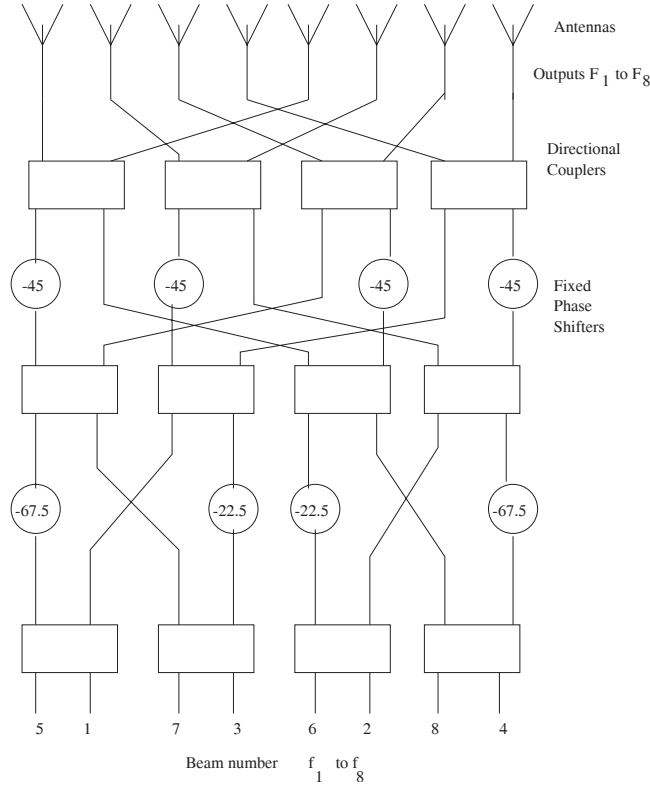 Antennas
Outputs F1 to F8
Directional
Couplers
-45 -45 -45 -45
Fixed
Phase
Shifters
-67.5 -22.5 -22.5 -67.5
5 1 7 3 6 2 8 4
Beam number f1 to f8